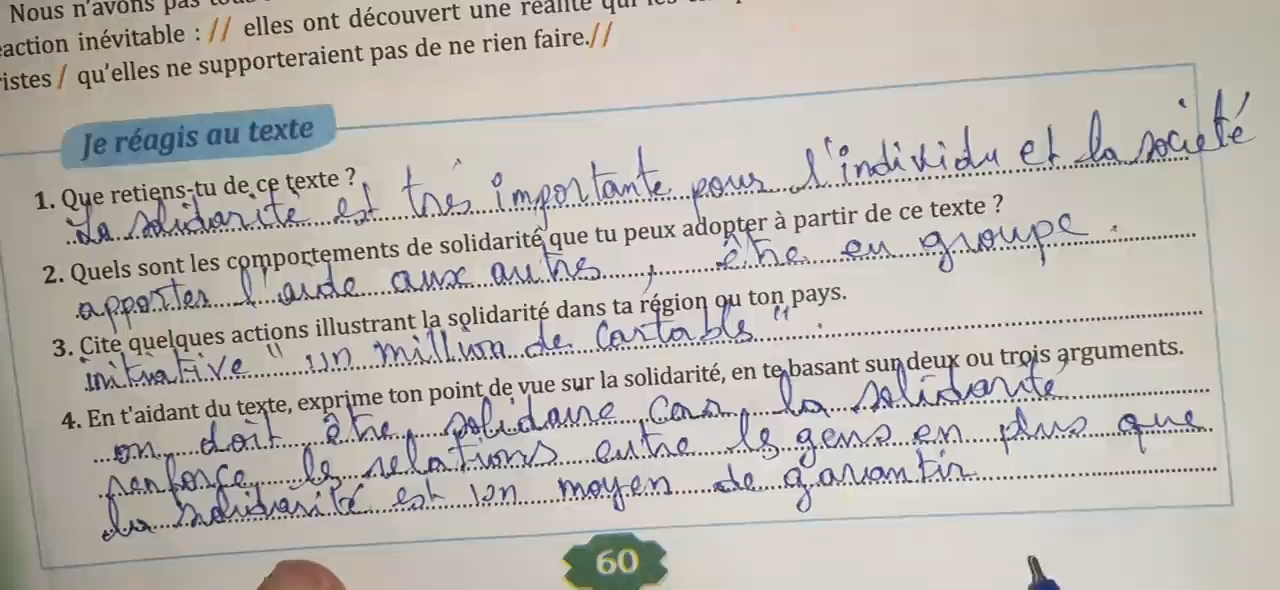 Nous n'avons pas
action inévitable : // elles ont découvert une réalité qui
istes / qu'elles ne supporteraient pas de ne rien faire.//
Je réagis au texte
1. Que retiens-tu de ce texte ?
La solidarité est très importante pour l'individu et la société
2. Quels sont les comportements de solidarité que tu peux adopter à partir de ce texte ?
apporter l'aide aux autres, être en groupe.
3. Cite quelques actions illustrant la solidarité dans ta région ou ton pays.
initiative "un million de cartabls".
4. En t'aidant du texte, exprime ton point de vue sur la solidarité, en te basant sur deux ou trois arguments.
on doit être solidaire car la solidarité
renforce les relations entre les gens en plus que
la solidarité est un moyen de garantir
60